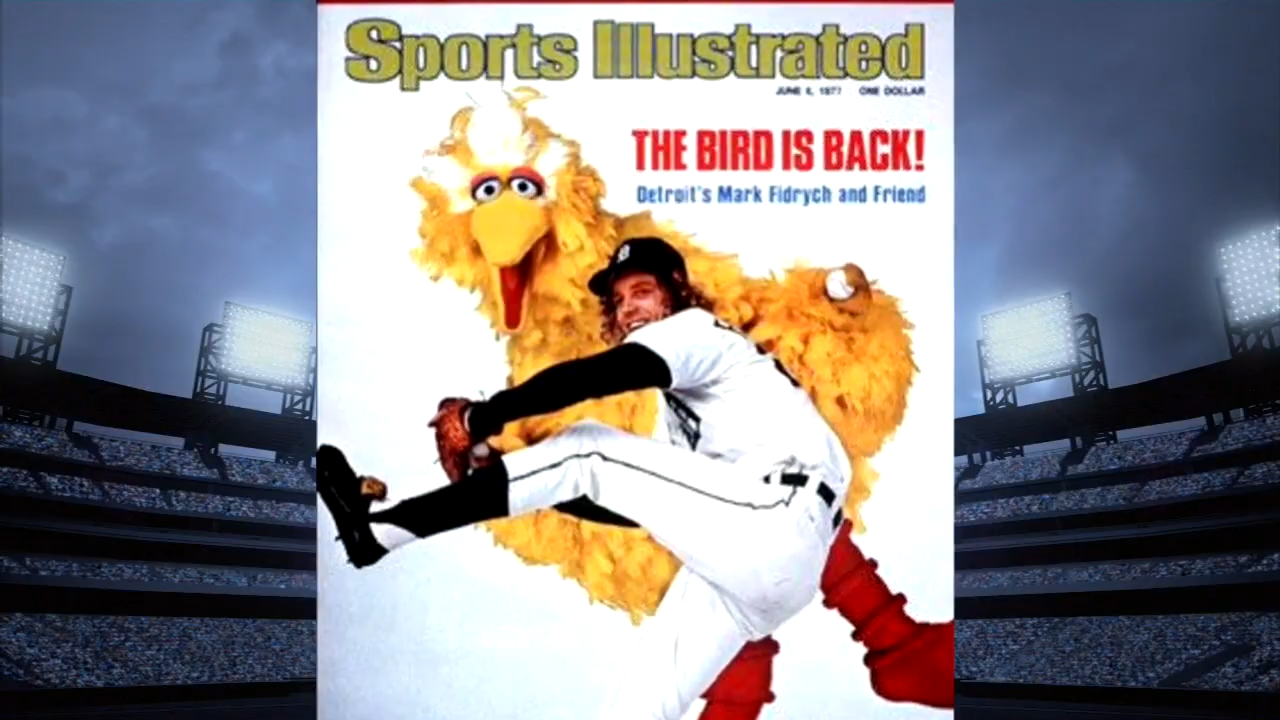 Sports Illustrated
JUNE 6, 1977 ONE DOLLAR
THE BIRD IS BACK!
Detroit's Mark Fidrych and Friend